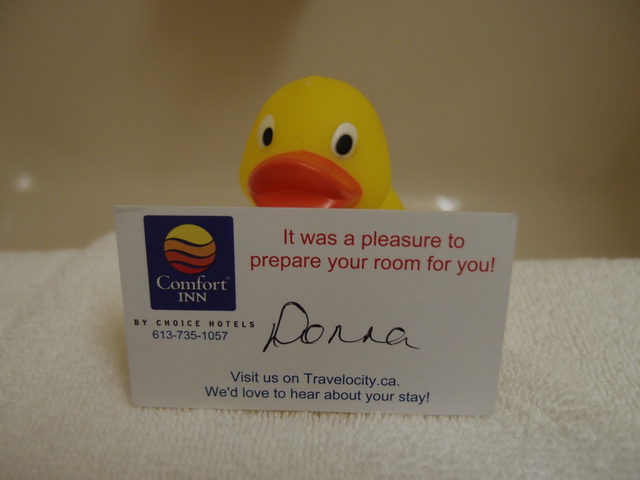 It was a pleasure to
prepare your room for you!
Comfort
INN
BY CHOICE HOTELS
613-735-1057
Donna
Visit us on Travelocity.ca.
We'd love to hear about your stay!